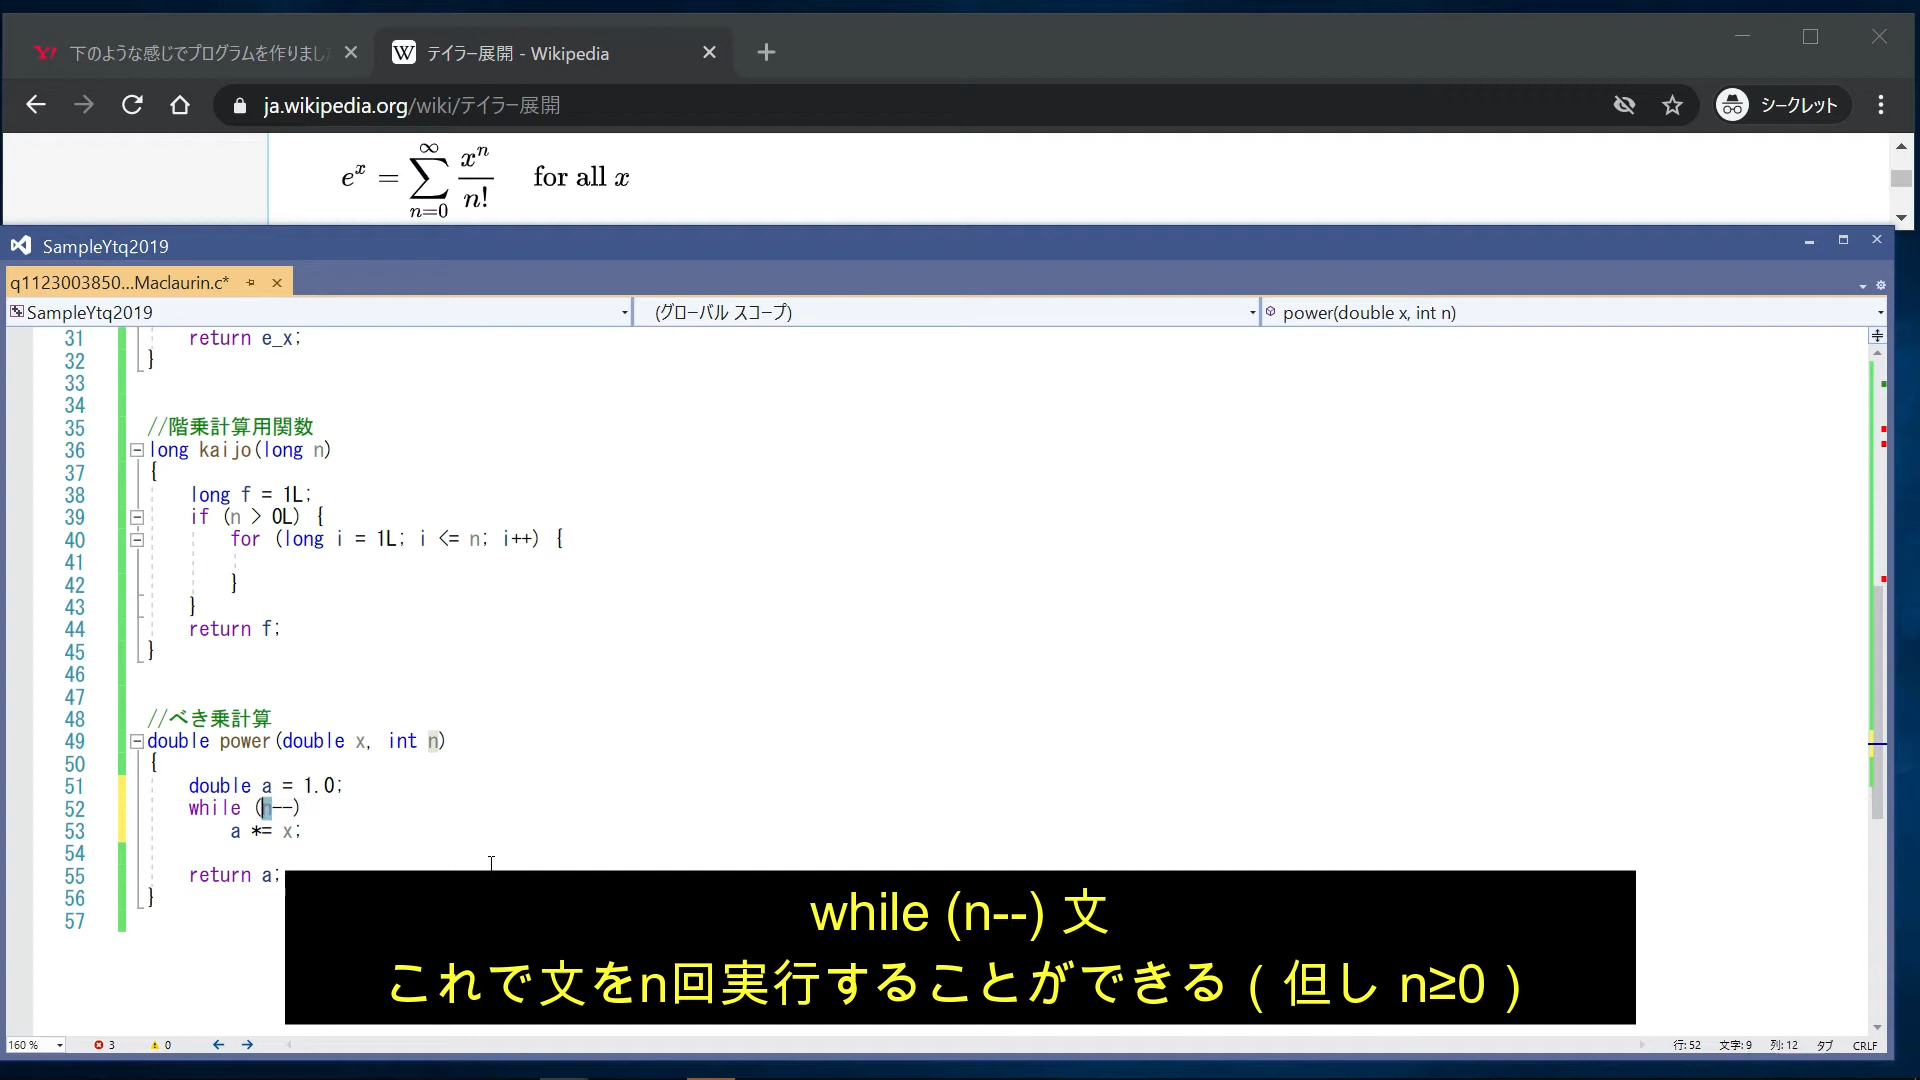 下のような感じでプログラムを作りまし
テイラー展開 - Wikipedia
ja.wikipedia.org/wiki/テイラー展開
シークレット
e^x = ∑_{n=0}^{∞} x^n/n! for all x
SampleYtq2019
q1123003850...Maclaurin.c*
SampleYtq2019
(グローバル スコープ)
power(double x, int n)
31 return e_x;
32 }
33
34
35 //階乗計算用関数
36 long kaijo(long n)
37 {
38 long f = 1L;
39 if (n > 0L) {
40 for (long i = 1L; i <= n; i++) {
41
42 }
43 }
44 return f;
45 }
46
47
48 //べき乗計算
49 double power(double x, int n)
50 {
51 double a = 1.0;
52 while (n--)
53 a *= x;
54
55 return a;
56 }
57
while (n--) 文
これで文をn回実行することができる ( 但し n≥0 )
160 % 3 0 行: 52 文字: 9 列: 12 タブ CRLF